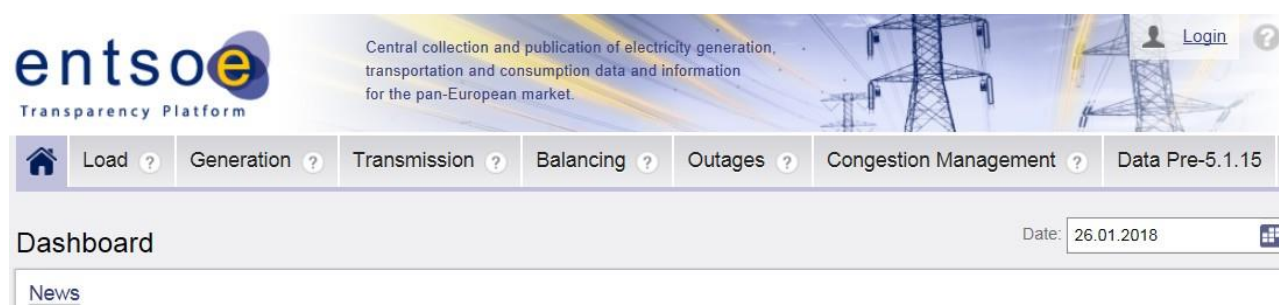 entsoe
Transparency Platform
Central collection and publication of electricity generation,
transportation and consumption data and information
for the pan-European market.
Login ?
Load ? Generation ? Transmission ? Balancing ? Outages ? Congestion Management ? Data Pre-5.1.15
Dashboard
Date: 26.01.2018
News